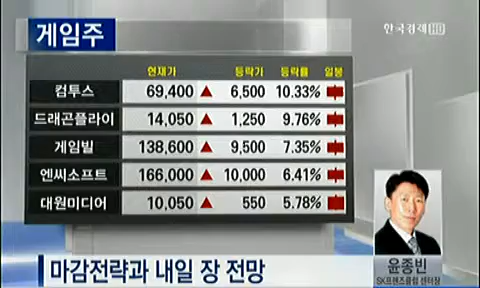 게임주
한국경제HD
현재가 등락가 등락률 일봉
컴투스 69,400 ▲ 6,500 10.33%
드래곤플라이 14,050 ▲ 1,250 9.76%
게임빌 138,600 ▲ 9,500 7.35%
엔씨소프트 166,000 ▲ 10,000 6.41%
대원미디어 10,050 ▲ 550 5.78%
윤종빈
SK프렌즈클럽 센터장
마감전략과 내일 장 전망